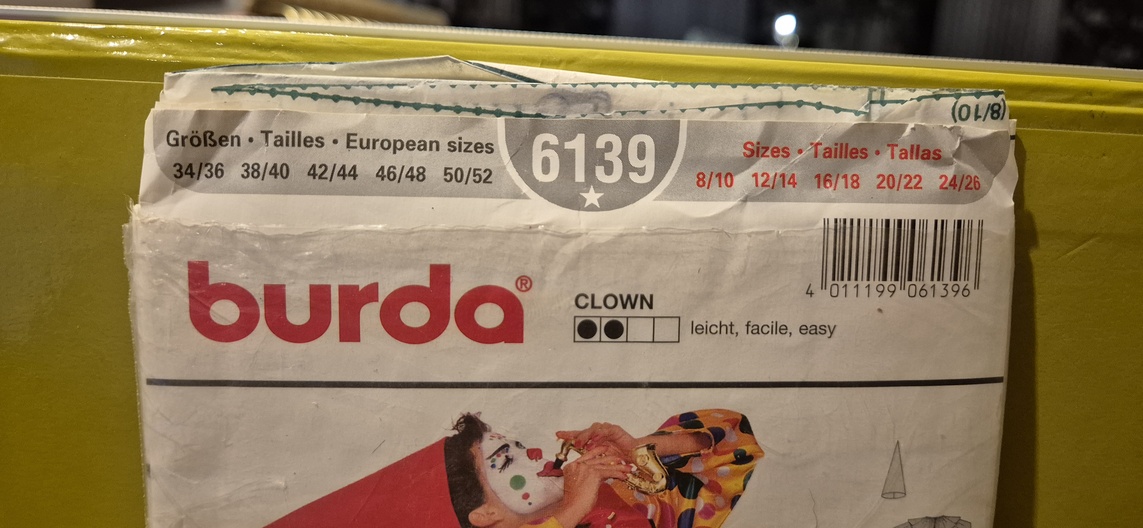 (8/10)
Größen • Tailles • European sizes
34/36 38/40 42/44 46/48 50/52
6139
Sizes • Tailles • Tallas
8/10 12/14 16/18 20/22 24/26
burda®
CLOWN
leicht, facile, easy
4 011199 061396